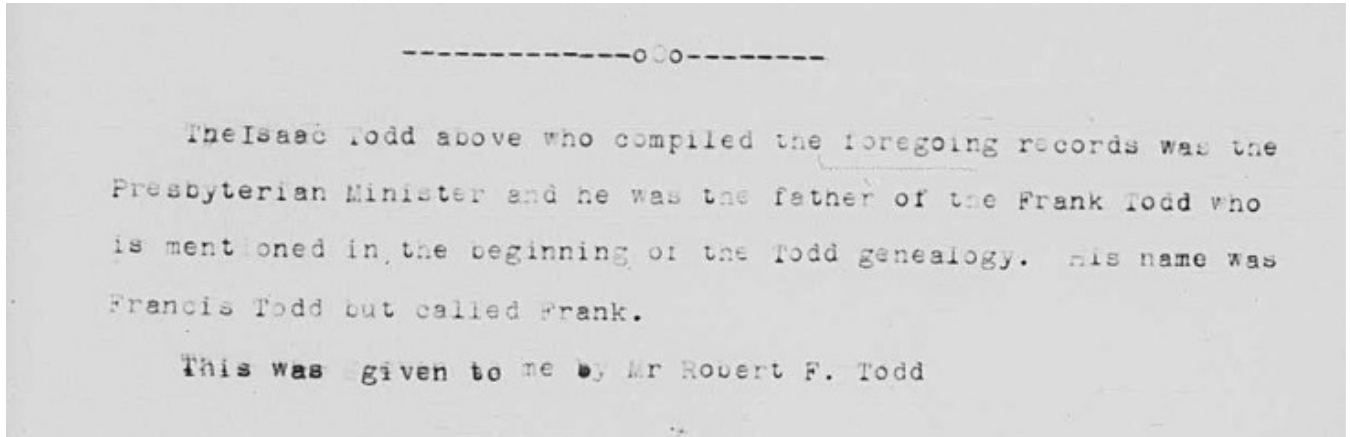 -------------oOo--------
TheIsaac Todd above who compiled the foregoing records was the
Presbyterian Minister and he was the father of the Frank Todd who
is mentioned in the beginning of the Todd genealogy. His name was
Francis Todd but called Frank.
This was given to me by Mr Robert F. Todd